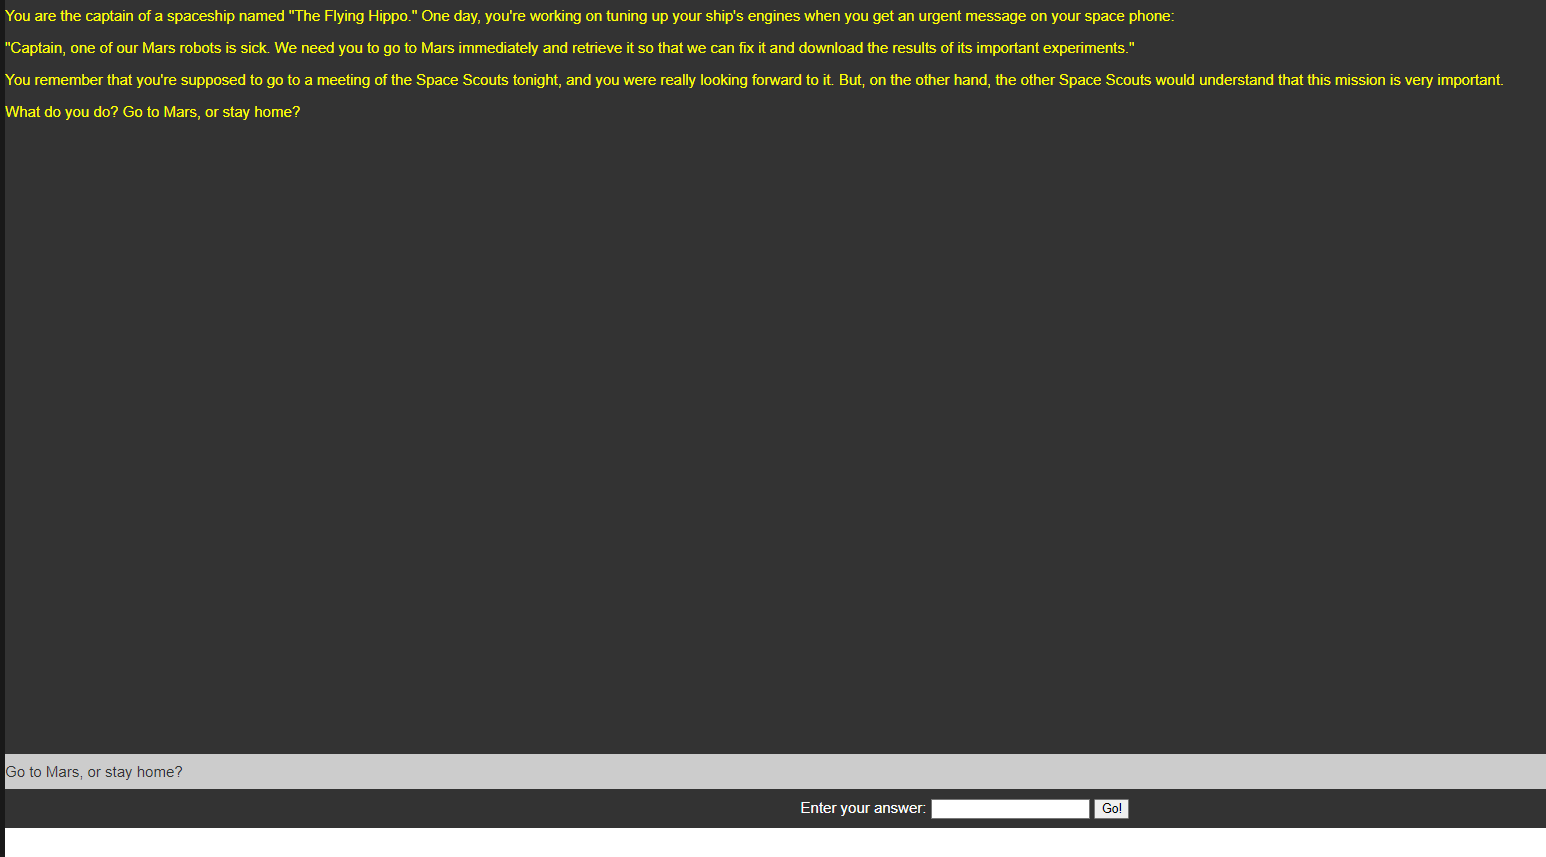 You are the captain of a spaceship named "The Flying Hippo." One day, you're working on tuning up your ship's engines when you get an urgent message on your space phone:
"Captain, one of our Mars robots is sick. We need you to go to Mars immediately and retrieve it so that we can fix it and download the results of its important experiments."
You remember that you're supposed to go to a meeting of the Space Scouts tonight, and you were really looking forward to it. But, on the other hand, the other Space Scouts would understand that this mission is very important.
What do you do? Go to Mars, or stay home?
Go to Mars, or stay home?
Enter your answer: Go!